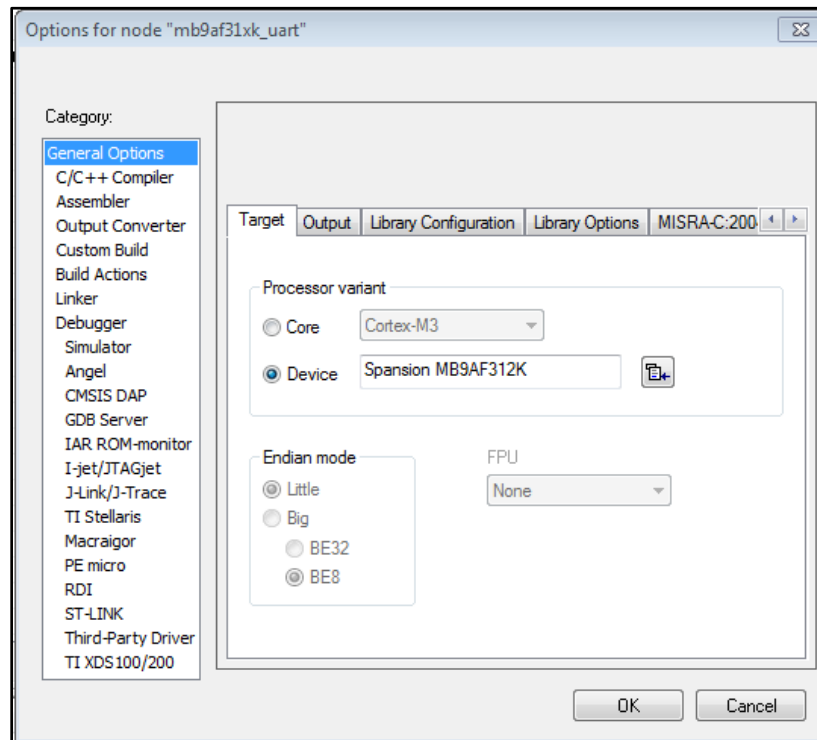 Options for node "mb9af31xk_uart"
Category:
General Options
C/C++ Compiler
Assembler
Output Converter
Custom Build
Build Actions
Linker
Debugger
Simulator
Angel
CMSIS DAP
GDB Server
IAR ROM-monitor
I-jet/JTAGjet
J-Link/J-Trace
TI Stellaris
Macraigor
PE micro
RDI
ST-LINK
Third-Party Driver
TI XDS100/200
Target Output Library Configuration Library Options MISRA-C:200
Processor variant
Core Cortex-M3
Device Spansion MB9AF312K
Endian mode
Little
Big
BE32
BE8
FPU
None
OK Cancel